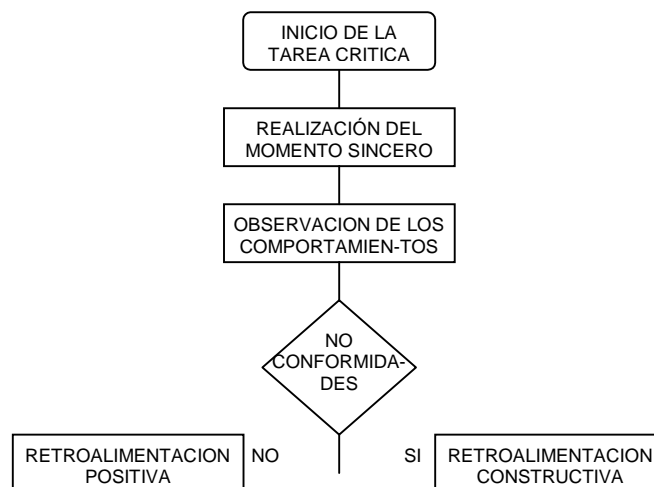 INICIO DE LA
TAREA CRITICA
REALIZACIÓN DEL
MOMENTO SINCERO
OBSERVACION DE LOS
COMPORTAMIEN-TOS
NO
CONFORMIDA-
DES
RETROALIMENTACION
POSITIVA
NO
SI
RETROALIMENTACION
CONSTRUCTIVA